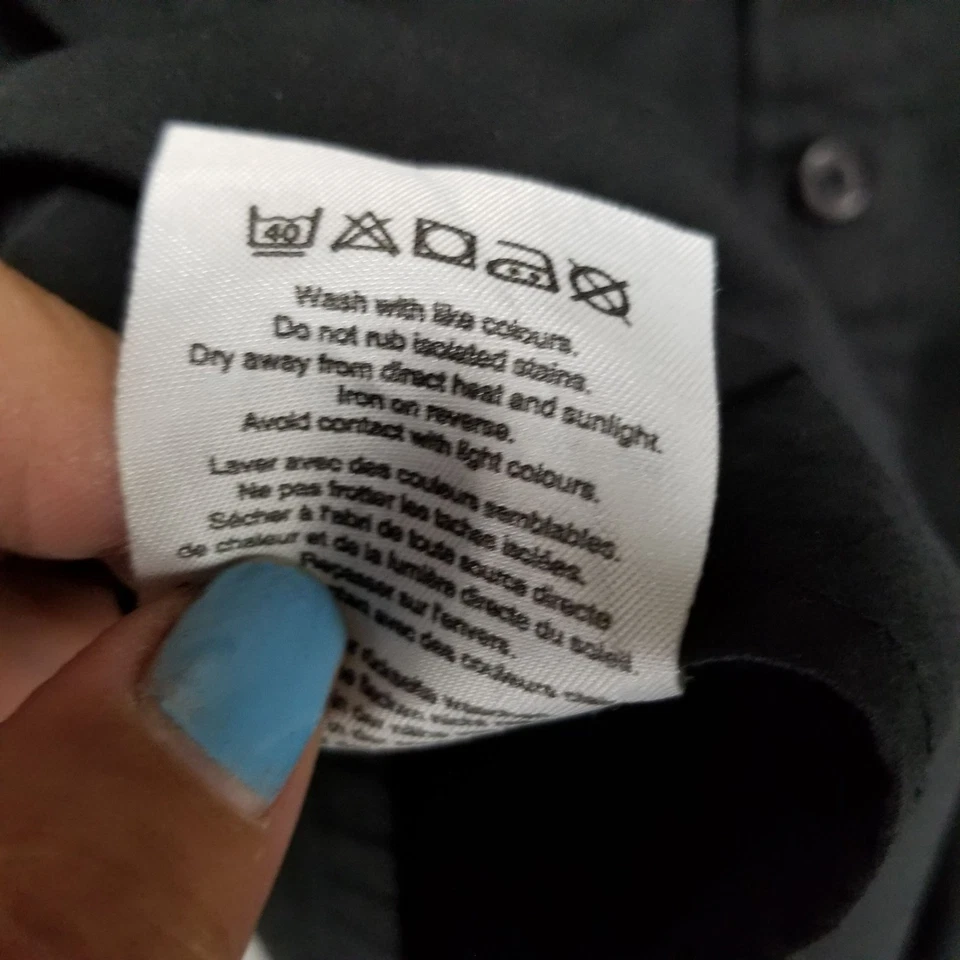 40
Wash with like colours.
Do not rub isolated stains.
Dry away from direct heat and sunlight.
Iron on reverse.
Avoid contact with light colours.
Laver avec des couleurs semblables.
Ne pas frotter les taches isolées.
Sécher à l'abri de toute source directe
de chaleur et de la lumière directe du soleil.
Repasser sur l'envers.
avec des couleurs